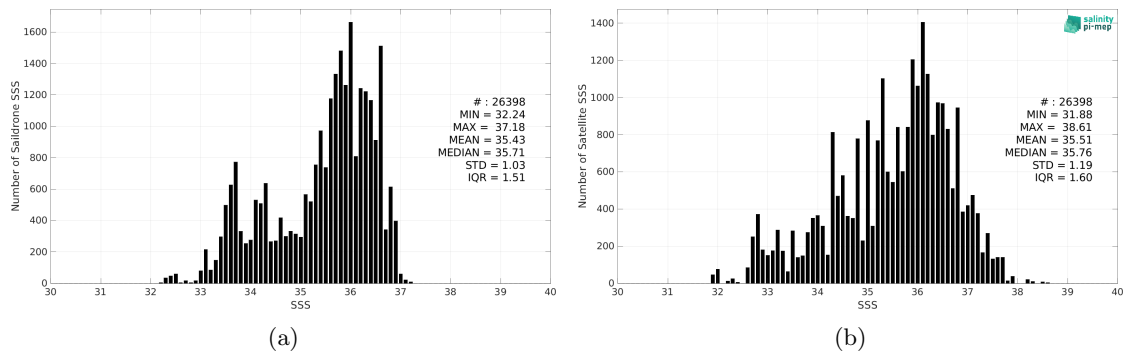 Number of Saildrone SSS
1600
1400
1200
1000
800
600
400
200
0
30 31 32 33 34 35 36 37 38 39 40
SSS
# : 26398
MIN = 32.24
MAX = 37.18
MEAN = 35.43
MEDIAN = 35.71
STD = 1.03
IQR = 1.51
(a)
Number of Satellite SSS
1400
1200
1000
800
600
400
200
0
30 31 32 33 34 35 36 37 38 39 40
SSS
salinity
pi-mep
# : 26398
MIN = 31.88
MAX = 38.61
MEAN = 35.51
MEDIAN = 35.76
STD = 1.19
IQR = 1.60
(b)